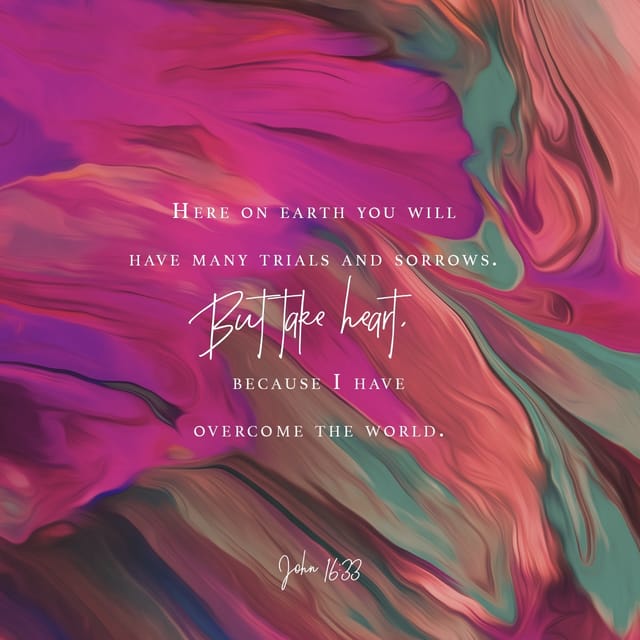 Here on earth you will
have many trials and sorrows.
But take heart,
because I have
overcome the world.
John 16:33